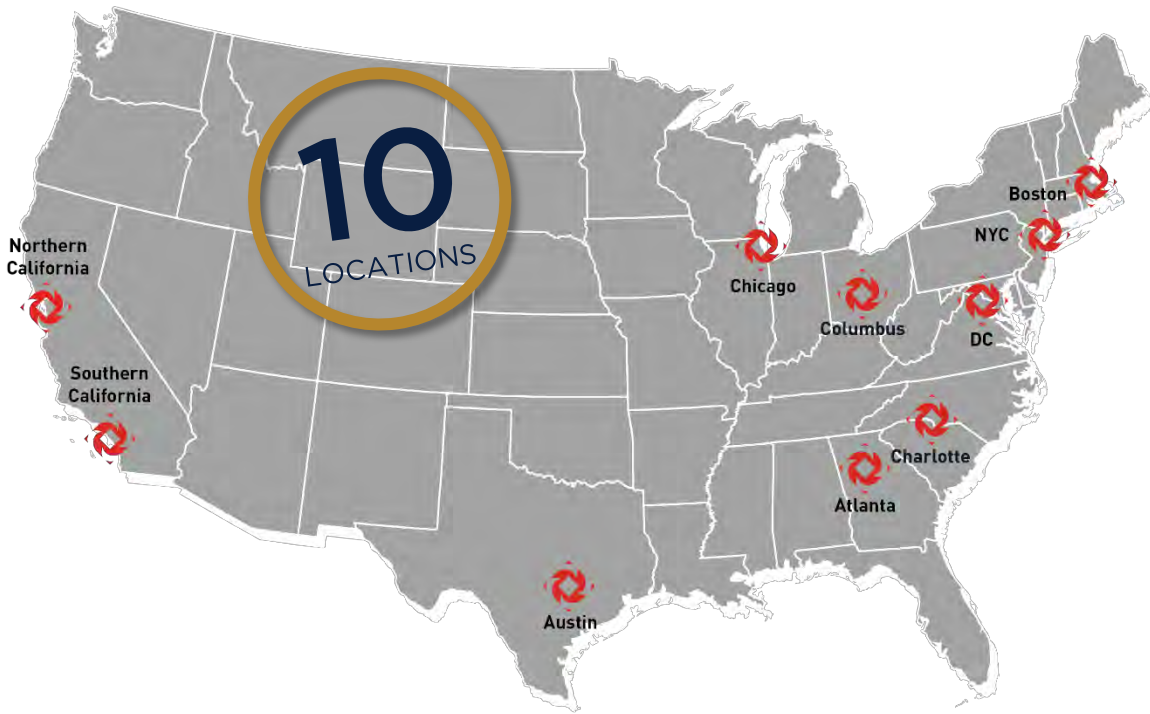 10
LOCATIONS
Boston
NYC
Northern
California
Chicago
Columbus
DC
Southern
California
Charlotte
Atlanta
Austin